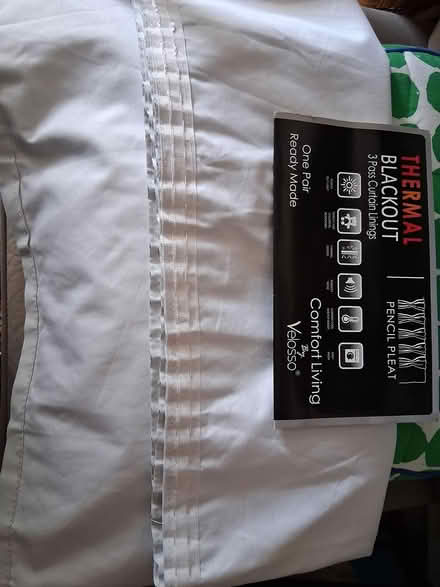 THERMAL
BLACKOUT
3 Pass Curtain Linings
PENCIL PLEAT
One Pair
Ready Made
Comfort Living
By
Velosso®